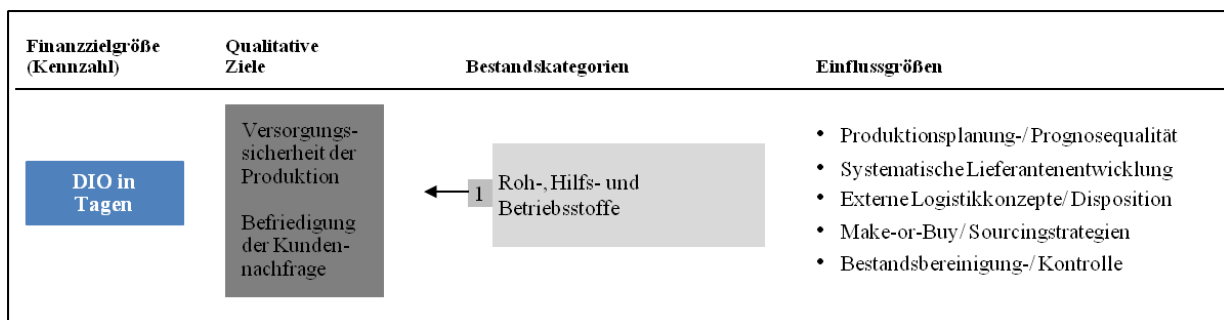 Finanzzielgröße
(Kennzahl)
Qualitative
Ziele
Bestandskategorien
Einflussgrößen
DIO in
Tagen
Versorgungs-
sicherheit der
Produktion
Befriedigung
der Kunden-
nachfrage
1
Roh-, Hilfs- und
Betriebsstoffe
• Produktionsplanung-/ Prognosequalität
• Systematische Lieferantenentwicklung
• Externe Logistikkonzepte/ Disposition
• Make-or-Buy/ Sourcingstrategien
• Bestandsbereinigung-/ Kontrolle